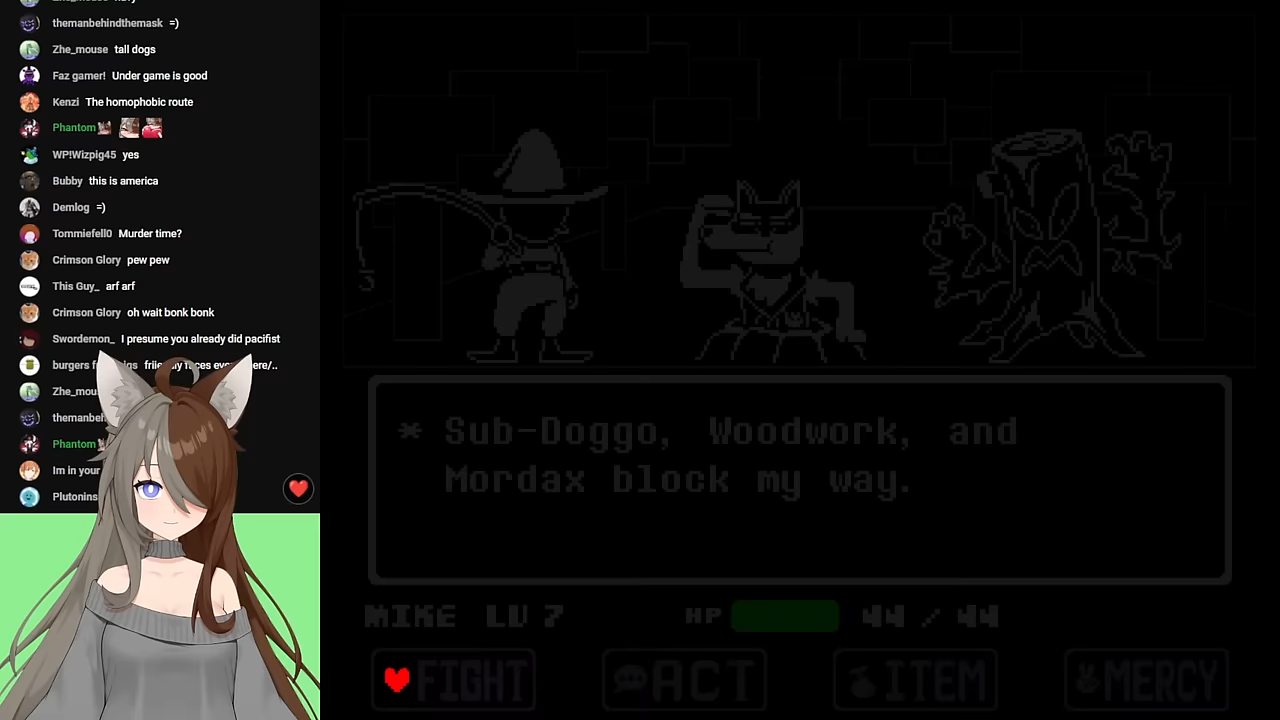 themanbehindthemask =)
Zhe_mouse tall dogs
Faz gamer! Under game is good
Kenzi The homophobic route
Phantom
WP!Wizpig45 yes
Bubby this is america
Demlog =)
Tommiefell0 Murder time?
Crimson Glory pew pew
This Guy_ arf arf
Crimson Glory oh wait bonk bonk
Swordemon_ I presume you already did pacifist
burgers
Phantom
Im in your
* Sub-Doggo, Woodwork, and
Mordax block my way.
MIKE LV 7 HP 44 / 44
FIGHT ACT ITEM MERCY